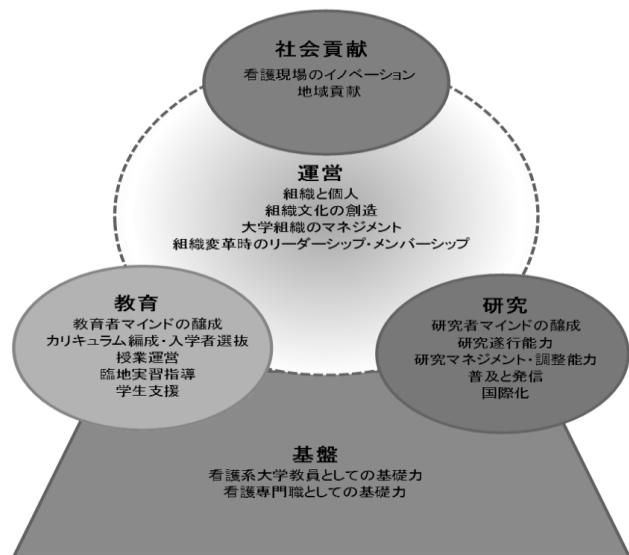 社会貢献
看護現場のイノベーション
地域貢献
運営
組織と個人
組織文化の創造
大学組織のマネジメント
組織変革時のリーダーシップ・メンバーシップ
教育
教育者マインドの醸成
カリキュラム編成・入学者選抜
授業運営
臨地実習指導
学生支援
研究
研究者マインドの醸成
研究遂行能力
研究マネジメント・調整能力
普及と発信
国際化
基盤
看護系大学教員としての基礎力
看護専門職としての基礎力